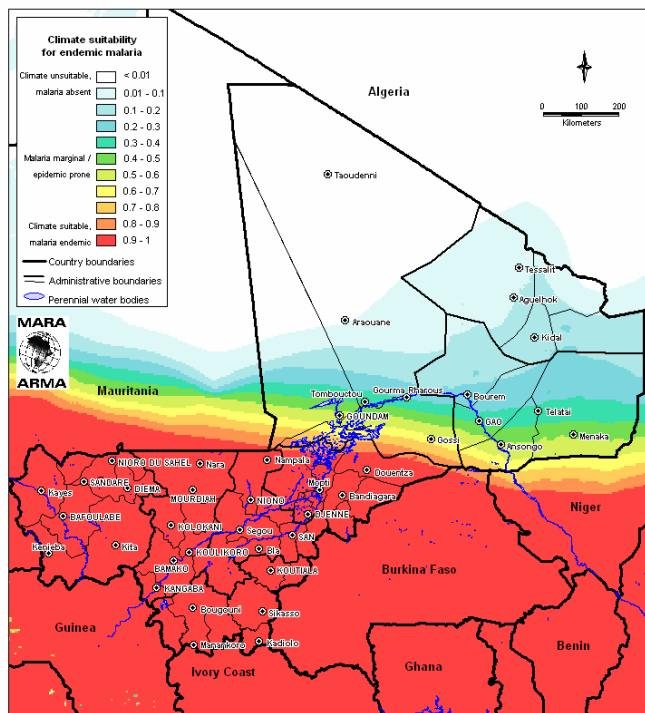 Climate suitability
for endemic malaria
Climate unsuitable,
malaria absent
< 0.01
0.01 - 0.1
0.1 - 0.2
0.2 - 0.3
0.3 - 0.4
Malaria marginal /
epidemic prone
0.4 - 0.5
0.5 - 0.6
0.6 - 0.7
0.7 - 0.8
Climate suitable,
malaria endemic
0.8 - 0.9
0.9 - 1
Country boundaries
Administrative boundaries
Perennial water bodies
MARA
ARMA
Algeria
0 100 200
Kilometers
Taoudenni
Tessalit
Aguelhok
Araouane
Kidal
Mauritania
Tombouctou
Gourma Rharous
Bourem
GOUNDAM
GAO
Telatai
Gossi
Ansongo
Menaka
NIORO DU SAHEL
Nara
Nampala
Douentza
SANDARE
DIEMA
MOURDIAH
Mopti
Kayes
NIONO
Bandiagara
Niger
BAFOULABE
DJENNE
KOLOKANI
Segou
SAN
Kenieba
Kita
KOULIKORO
Bla
BAMAKO
KOUTIALA
Burkina Faso
KANGABA
Bougouni
Sikasso
Guinea
Manankoro
Kadiolo
Benin
Ivory Coast
Ghana